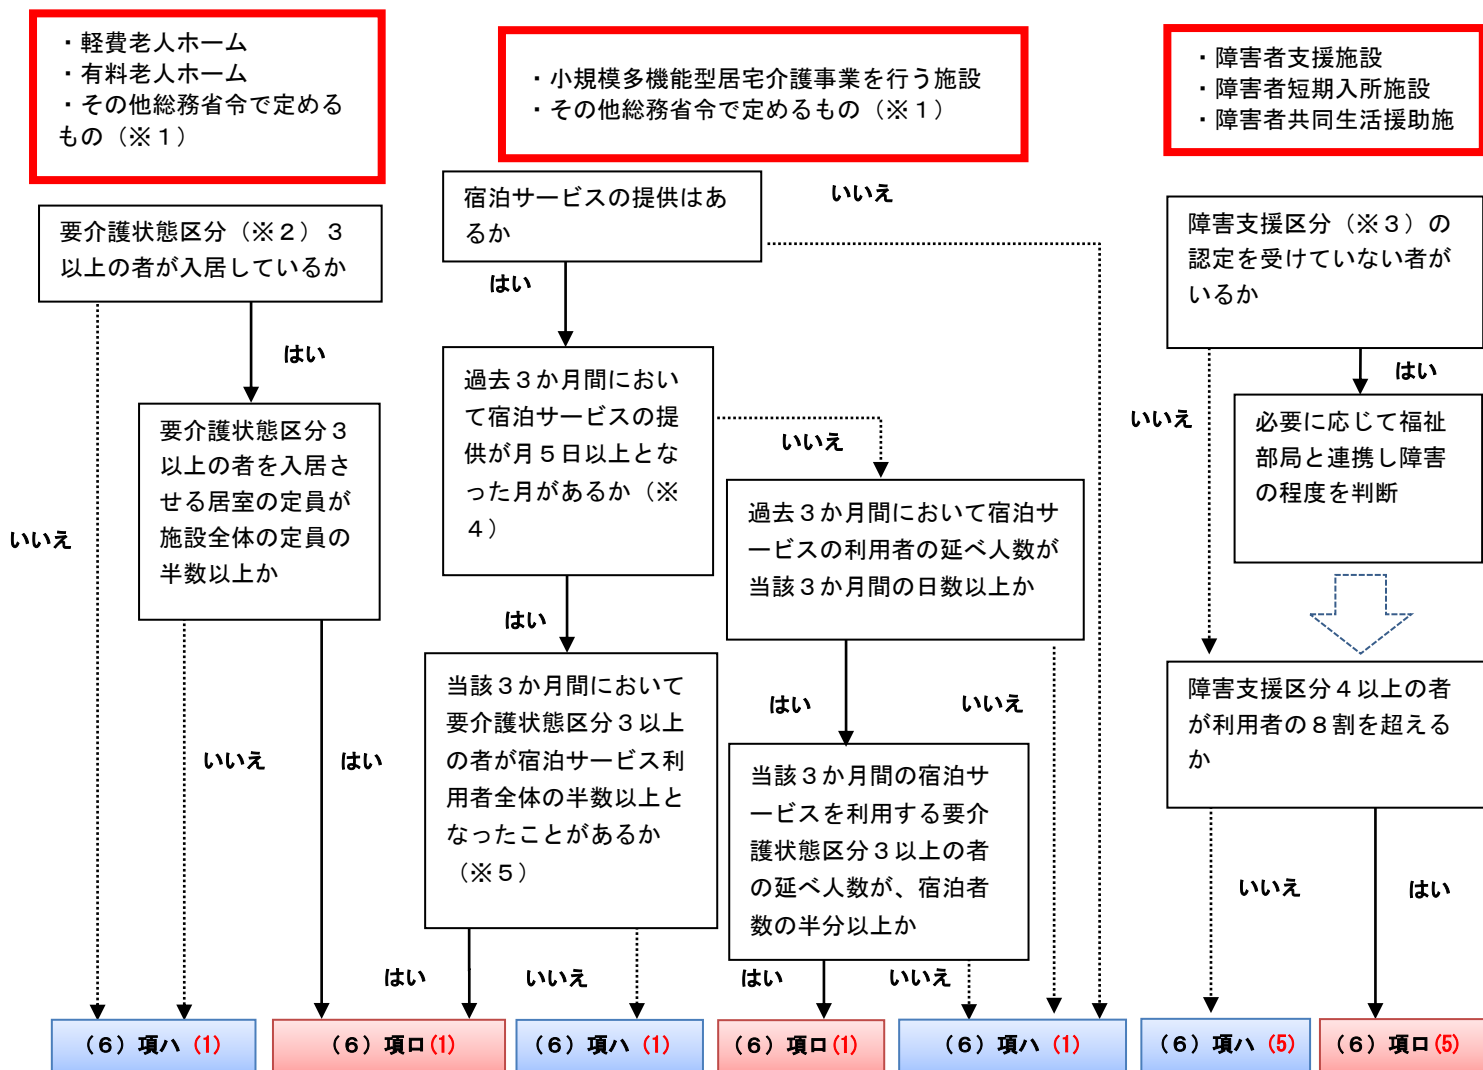 ・軽費老人ホーム
・有料老人ホーム
・その他総務省令で定める
もの（※１）
・小規模多機能型居宅介護事業を行う施設
・その他総務省令で定めるもの（※１）
・障害者支援施設
・障害者短期入所施設
・障害者共同生活援助施
要介護状態区分（※２）３
以上の者が入居しているか
はい
いいえ
要介護状態区分３
以上の者を入居さ
せる居室の定員が
施設全体の定員の
半数以上か
いいえ
はい
宿泊サービスの提供はあ
るか
いいえ
はい
過去３か月間におい
て宿泊サービスの提
供が月５日以上とな
った月があるか（※
４）
いいえ
はい
過去３か月間において宿泊サ
ービスの利用者の延べ人数が
当該３か月間の日数以上か
はい
いいえ
当該３か月間において
要介護状態区分３以上
の者が宿泊サービス利
用者全体の半数以上と
なったことがあるか
（※５）
はい
いいえ
当該３か月間の宿泊サ
ービスを利用する要介
護状態区分３以上の者
の延べ人数が、宿泊者
数の半分以上か
はい
いいえ
障害支援区分（※３）の
認定を受けていない者が
いるか
はい
いいえ
必要に応じて福祉
部局と連携し障害
の程度を判断
障害支援区分４以上の者
が利用者の８割を超える
か
いいえ
はい
（６）項ハ(1)
（６）項ロ(1)
（６）項ハ(1)
（６）項ロ(1)
（６）項ハ(1)
（６）項ハ(5)
（６）項ロ(5)